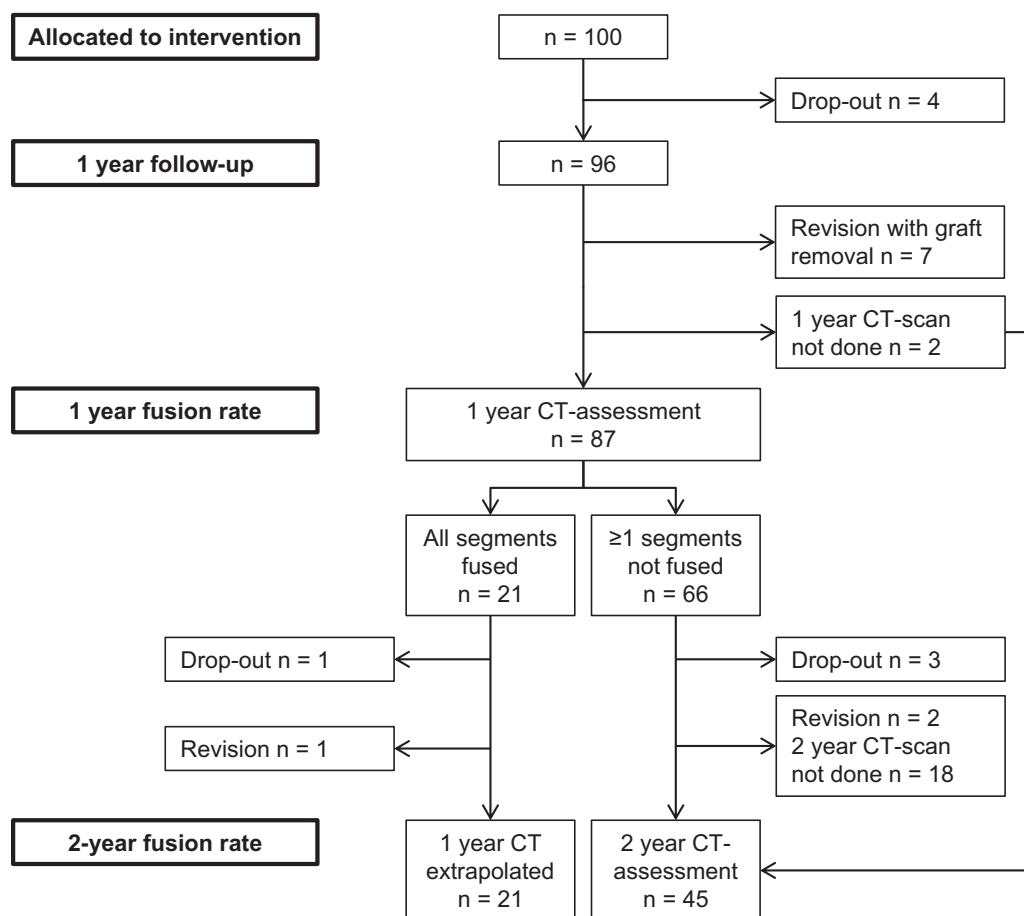 Allocated to intervention
n = 100
Drop-out n = 4
1 year follow-up
n = 96
Revision with graft
removal n = 7
1 year CT-scan
not done n = 2
1 year fusion rate
1 year CT-assessment
n = 87
All segments
fused
n = 21
≥1 segments
not fused
n = 66
Drop-out n = 1
Drop-out n = 3
Revision n = 1
Revision n = 2
2 year CT-scan
not done n = 18
2-year fusion rate
1 year CT
extrapolated
n = 21
2 year CT-
assessment
n = 45